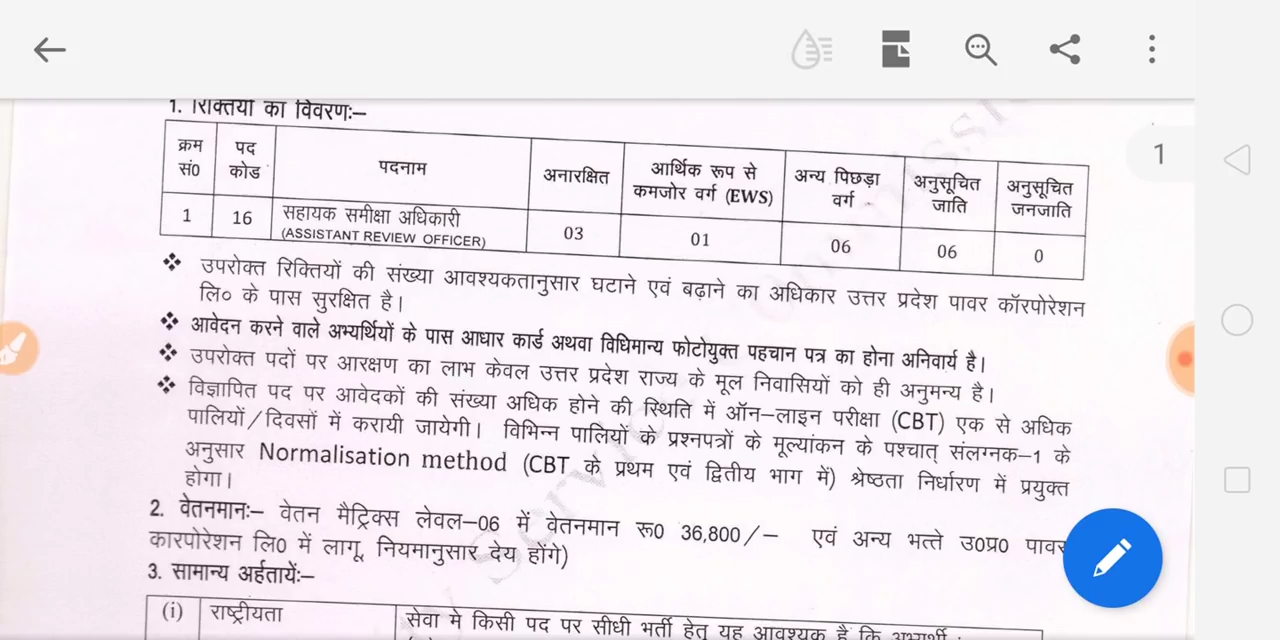 1. रिक्तियों का विवरणः–
1
क्रम सं0 पद कोड पदनाम अनारक्षित आर्थिक रूप से कमजोर वर्ग (EWS) अन्य पिछड़ा वर्ग अनुसूचित जाति अनुसूचित जनजाति
1 16 सहायक समीक्षा अधिकारी (ASSISTANT REVIEW OFFICER) 03 01 06 06 0
❖ उपरोक्त रिक्तियों की संख्या आवश्यकतानुसार घटाने एवं बढ़ाने का अधिकार उत्तर प्रदेश पावर कॉरपोरेशन
लि० के पास सुरक्षित है।
❖ आवेदन करने वाले अभ्यर्थियों के पास आधार कार्ड अथवा विधिमान्य फोटोयुक्त पहचान पत्र का होना अनिवार्य है।
❖ उपरोक्त पदों पर आरक्षण का लाभ केवल उत्तर प्रदेश राज्य के मूल निवासियों को ही अनुमन्य है।
❖ विज्ञापित पद पर आवेदकों की संख्या अधिक होने की स्थिति में ऑन–लाइन परीक्षा (CBT) एक से अधिक
पालियों/दिवसों में करायी जायेगी। विभिन्न पालियों के प्रश्नपत्रों के मूल्यांकन के पश्चात् संलग्नक–1 के
अनुसार Normalisation method (CBT के प्रथम एवं द्वितीय भाग में) श्रेष्ठता निर्धारण में प्रयुक्त
होगा।
2. वेतनमानः– वेतन मैट्रिक्स लेवल–06 में वेतनमान रू0 36,800/– एवं अन्य भत्ते उ0प्र0 पावर
कारपोरेशन लि0 में लागू, नियमानुसार देय होंगे)
3. सामान्य अर्हतायेंः–
(i) राष्ट्रीयता सेवा मे किसी पद पर सीधी भर्ती हेतु यह आवश्यक है कि अभ्यर्थी